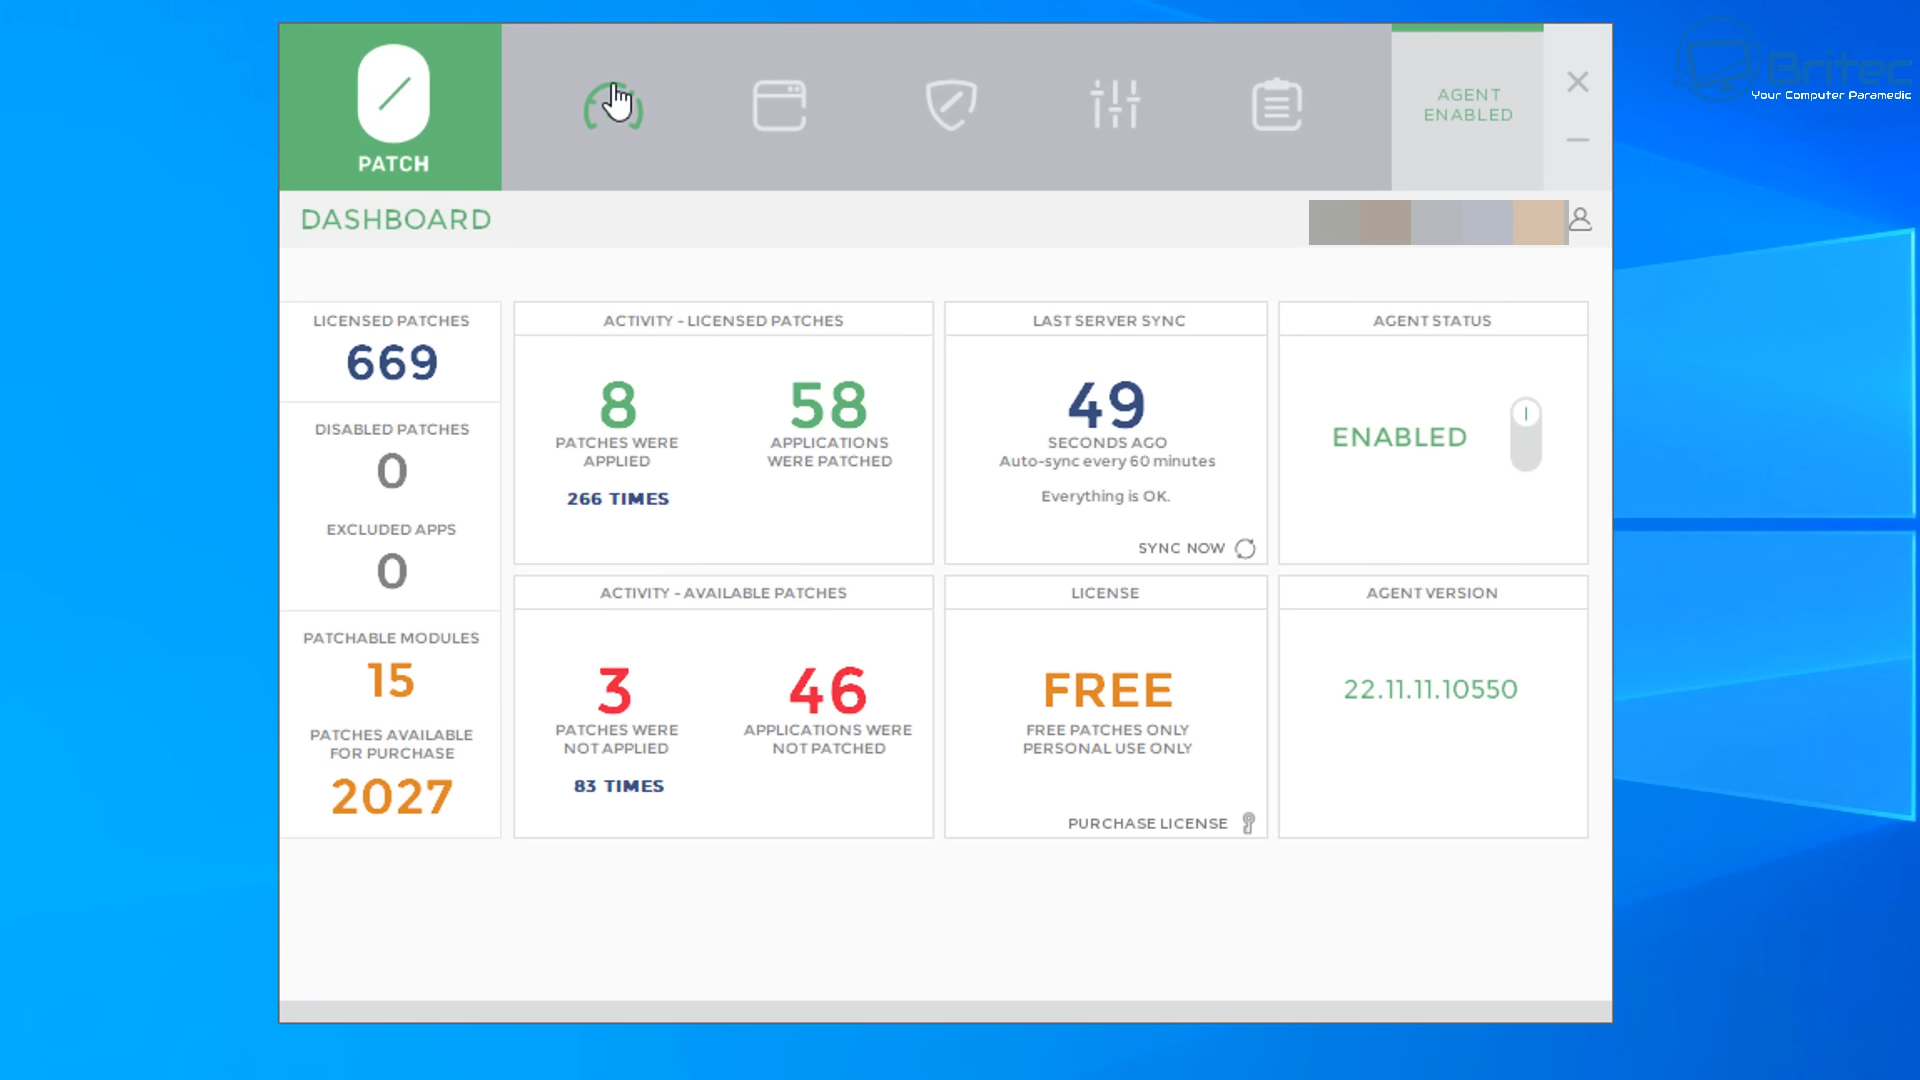 PATCH
AGENT
ENABLED
Britec
Your Computer Paramedic
DASHBOARD
LICENSED PATCHES
669
DISABLED PATCHES
0
EXCLUDED APPS
0
PATCHABLE MODULES
15
PATCHES AVAILABLE
FOR PURCHASE
2027
ACTIVITY - LICENSED PATCHES
8
PATCHES WERE
APPLIED
266 TIMES
58
APPLICATIONS
WERE PATCHED
LAST SERVER SYNC
49
SECONDS AGO
Auto-sync every 60 minutes
Everything is OK.
SYNC NOW
AGENT STATUS
ENABLED
ACTIVITY - AVAILABLE PATCHES
3
PATCHES WERE
NOT APPLIED
83 TIMES
46
APPLICATIONS WERE
NOT PATCHED
LICENSE
FREE
FREE PATCHES ONLY
PERSONAL USE ONLY
PURCHASE LICENSE
AGENT VERSION
22.11.11.10550